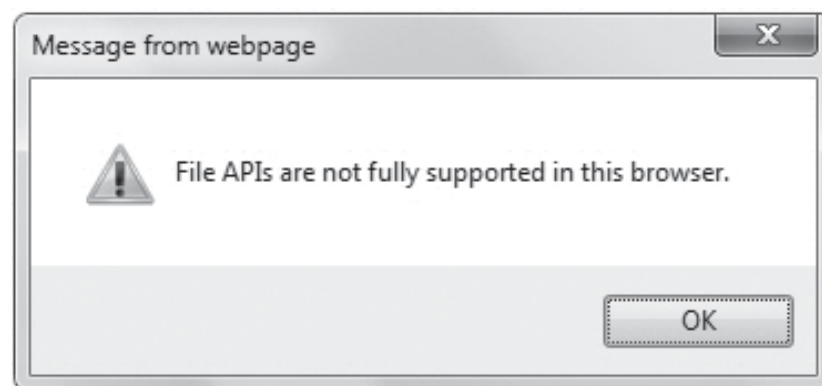 Message from webpage
File APIs are not fully supported in this browser.
OK